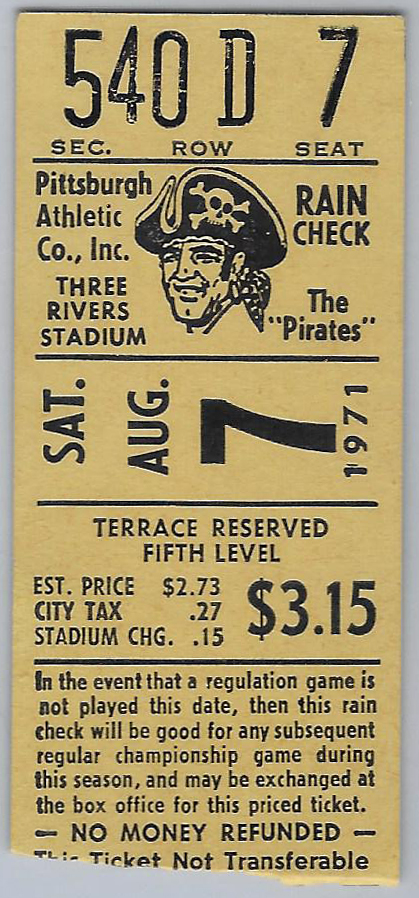 540 D 7
SEC. ROW SEAT
Pittsburgh
Athletic
Co., Inc.
THREE
RIVERS
STADIUM
RAIN
CHECK
The
"Pirates"
SAT. AUG. 7 1971
TERRACE RESERVED
FIFTH LEVEL
EST. PRICE $2.73
CITY TAX .27
STADIUM CHG. .15
$3.15
In the event that a regulation game is
not played this date, then this rain
check will be good for any subsequent
regular championship game during
this season, and may be exchanged at
the box office for this priced ticket.
— NO MONEY REFUNDED —
This Ticket Not Transferable